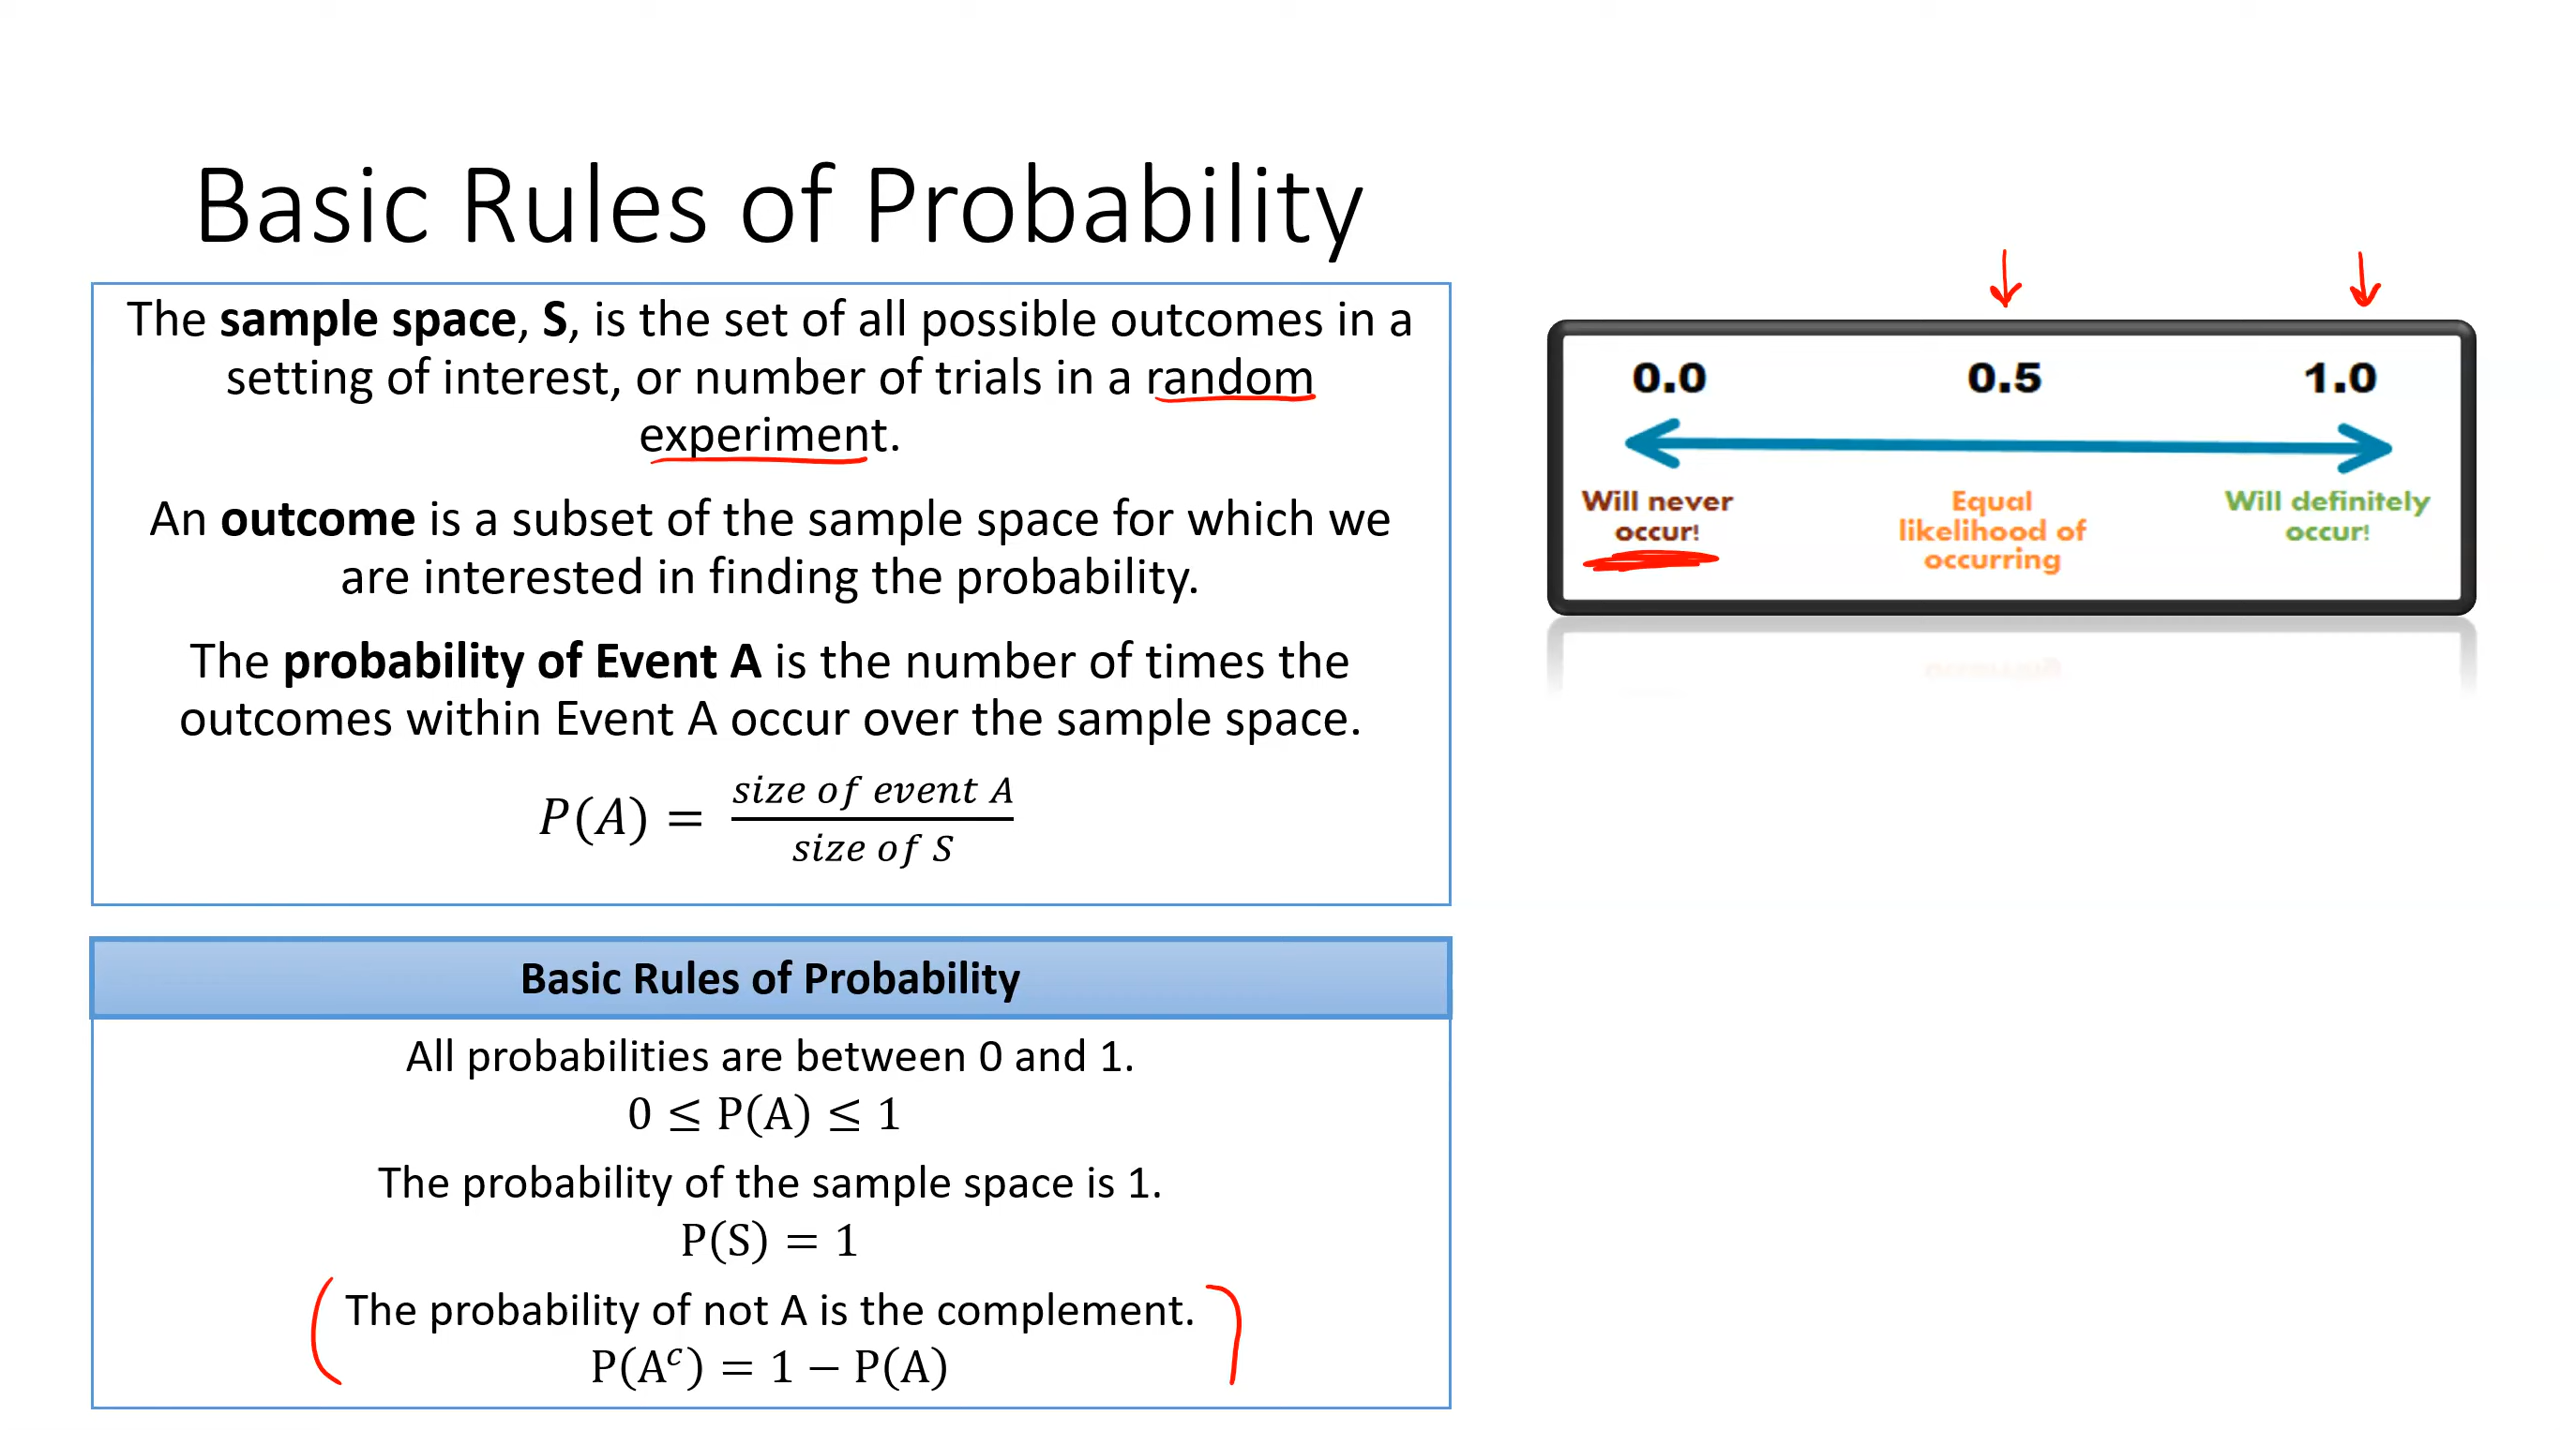 Basic Rules of Probability
The sample space, S, is the set of all possible outcomes in a
setting of interest, or number of trials in a random
experiment.
An outcome is a subset of the sample space for which we
are interested in finding the probability.
The probability of Event A is the number of times the
outcomes within Event A occur over the sample space.
P(A) = size of event A / size of S
Basic Rules of Probability
All probabilities are between 0 and 1.
0 ≤ P(A) ≤ 1
The probability of the sample space is 1.
P(S) = 1
The probability of not A is the complement.
P(Aᶜ) = 1 − P(A)
0.0 0.5 1.0
Will never
occur!
Equal
likelihood of
occurring
Will definitely
occur!